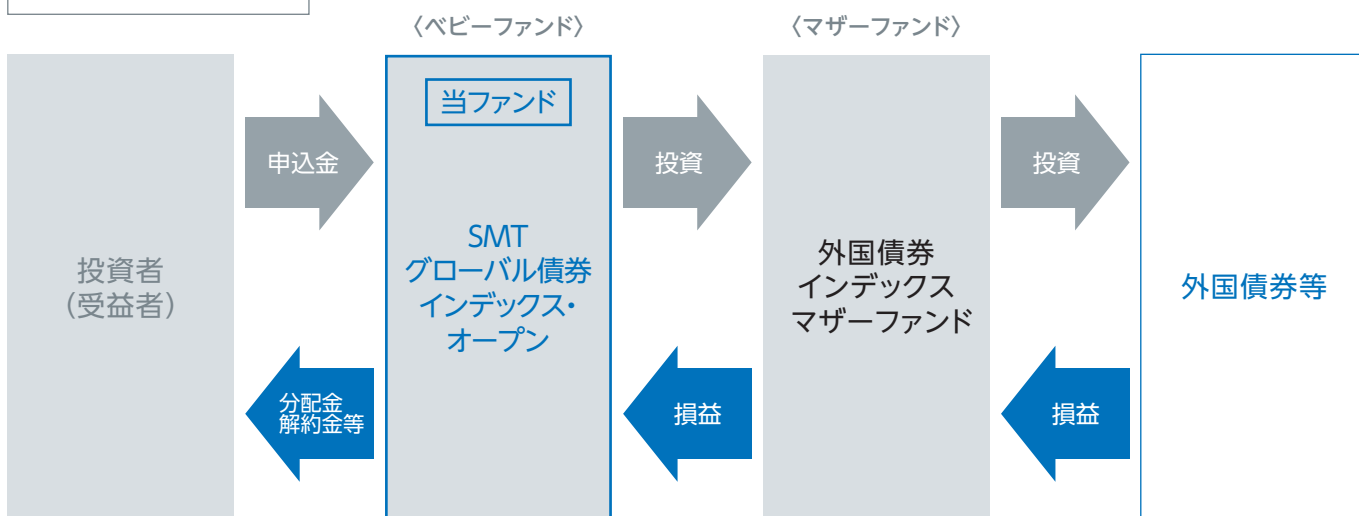 〈ベビーファンド〉
〈マザーファンド〉
当ファンド
申込金
投資
投資
投資者
(受益者)
SMT
グローバル債券
インデックス・
オープン
外国債券
インデックス
マザーファンド
外国債券等
分配金
解約金等
損益
損益